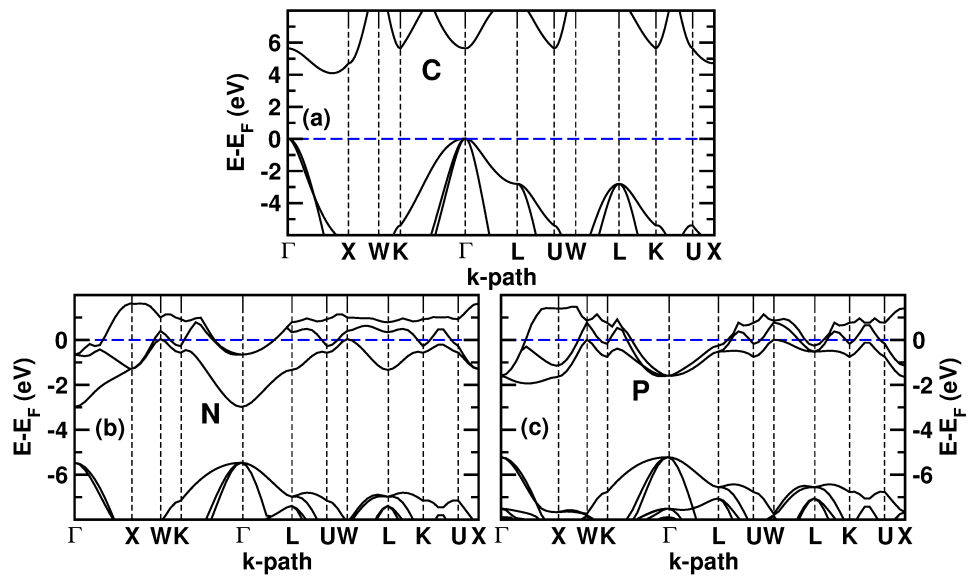 E-E_F (eV)
6
4
2
0
-2
-4
C
(a)
Γ X W K Γ L U W L K U X
k-path
E-E_F (eV)
0
-2
-4
-6
N
(b)
Γ X W K Γ L U W L K U X
k-path
P
(c)
0
-2
-4
-6
E-E_F (eV)
Γ X W K Γ L U W L K U X
k-path